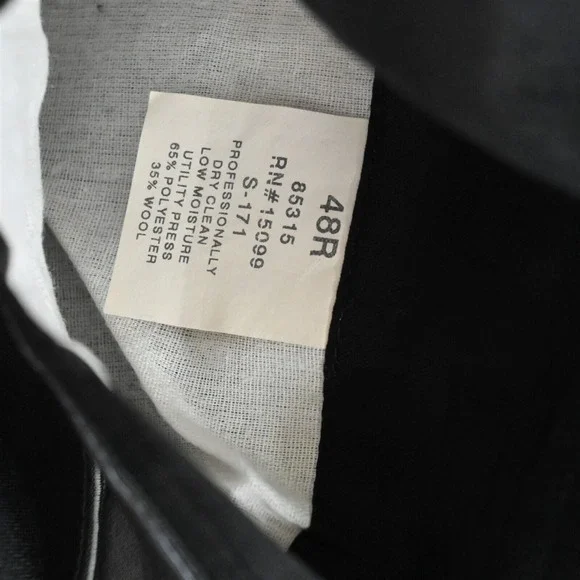 48R
85315
RN#15099
S-171
PROFESSIONALLY
DRY CLEAN
LOW MOISTURE
UTILITY PRESS
65% POLYESTER
35% WOOL